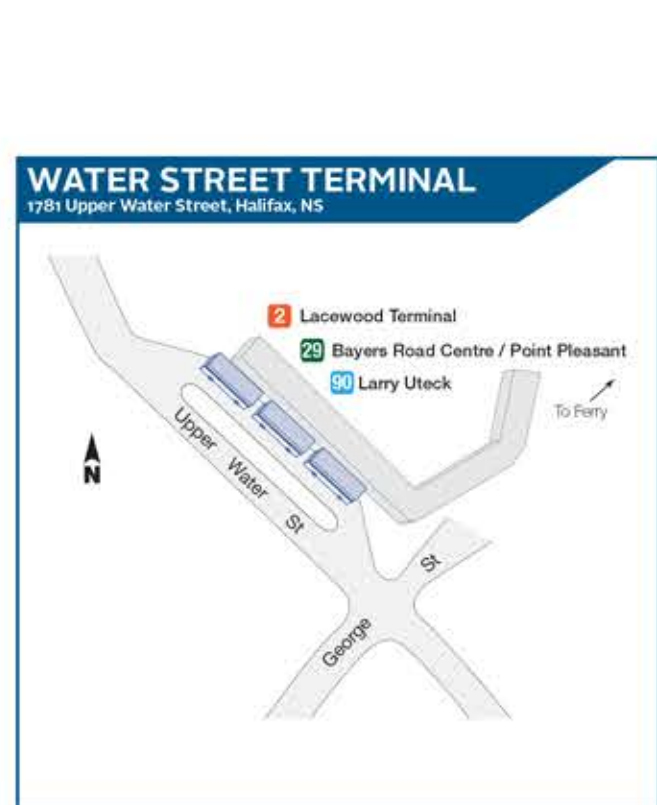 WATER STREET TERMINAL
1781 Upper Water Street, Halifax, NS
2 Lacewood Terminal
29 Bayers Road Centre / Point Pleasant
90 Larry Uteck
To Ferry
Upper Water St
N
George St